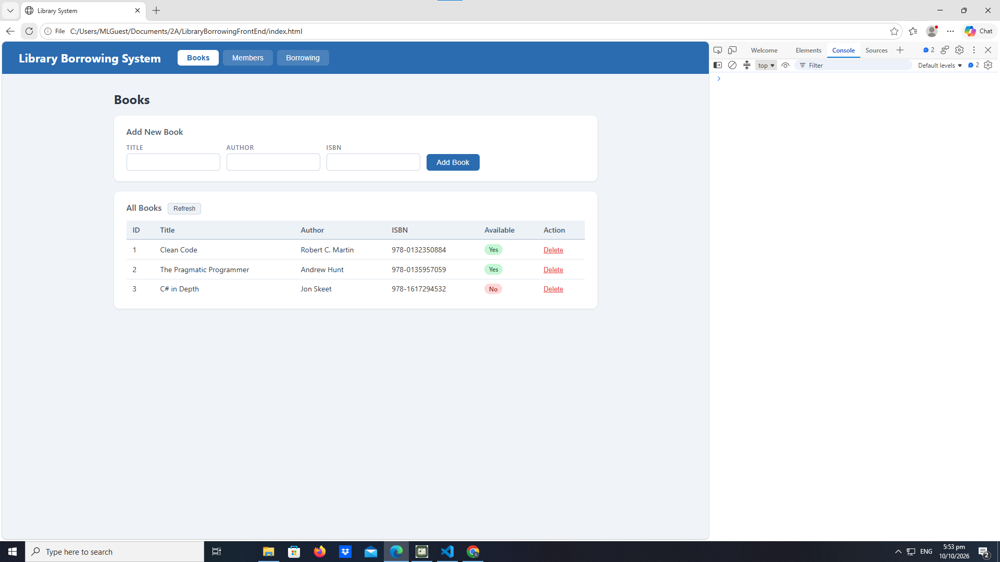 Library System
File C:/Users/MLGuest/Documents/2A/LibraryBorrowingFrontEnd/index.html
Chat
Library Borrowing System Books Members Borrowing
Welcome Elements Console Sources 2
top Filter Default levels 2
Books
Add New Book
TITLE AUTHOR ISBN
Add Book
All Books Refresh
ID Title Author ISBN Available Action
1 Clean Code Robert C. Martin 978-0132350884 Yes Delete
2 The Pragmatic Programmer Andrew Hunt 978-0135957059 Yes Delete
3 C# in Depth Jon Skeet 978-1617294532 No Delete
Type here to search
ENG
5:53 pm
10/10/2026
2